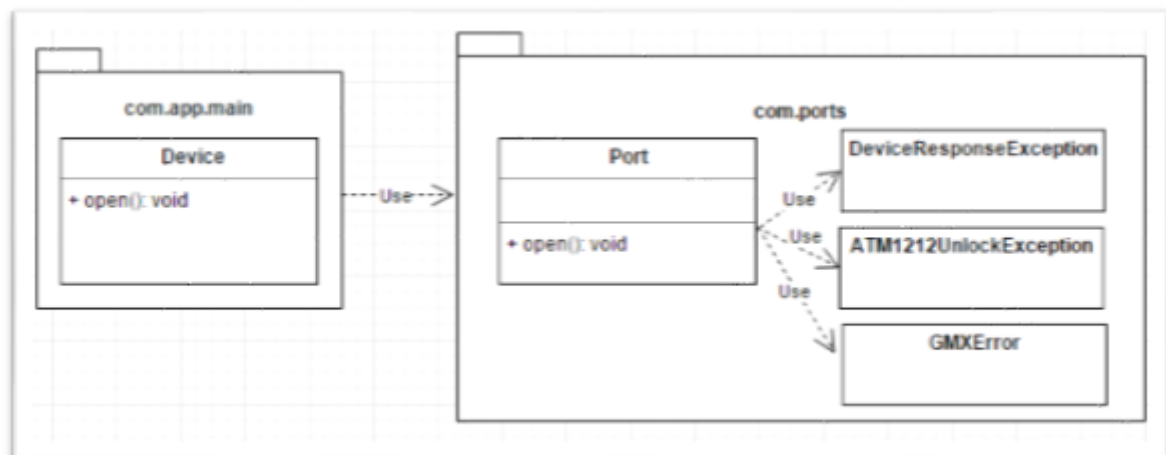 com.app.main
Device
+ open(): void
Use
com.ports
Port
+ open(): void
Use
Use
Use
DeviceResponseException
ATM1212UnlockException
GMXError